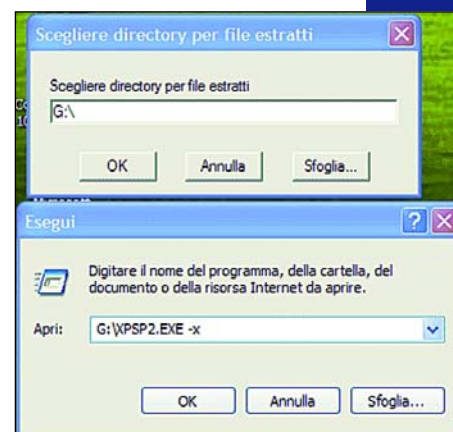 Scegliere directory per file estratti
Scegliere directory per file estratti
G:\
OK Annulla Sfoglia...
Esegui
Digitare il nome del programma, della cartella, del
documento o della risorsa Internet da aprire.
Apri: G:\XPSP2.EXE -x
OK Annulla Sfoglia...